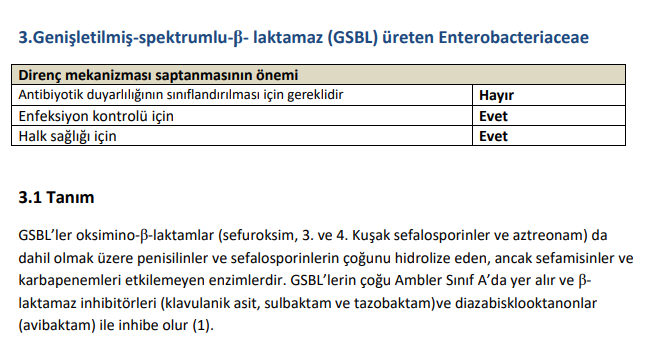 3.Genişletilmiş-spektrumlu-β- laktamaz (GSBL) üreten Enterobacteriaceae
Direnç mekanizması saptanmasının önemi
Antibiyotik duyarlılığının sınıflandırılması için gereklidir Hayır
Enfeksiyon kontrolü için Evet
Halk sağlığı için Evet
3.1 Tanım
GSBL’ler oksimino-β-laktamlar (sefuroksim, 3. ve 4. Kuşak sefalosporinler ve aztreonam) da
dahil olmak üzere penisilinler ve sefalosporinlerin çoğunu hidrolize eden, ancak sefamisinler ve
karbapenemleri etkilemeyen enzimlerdir. GSBL’lerin çoğu Ambler Sınıf A’da yer alır ve β-
laktamaz inhibitörleri (klavulanik asit, sulbaktam ve tazobaktam)ve diazabisklooktanonlar
(avibaktam) ile inhibe olur (1).